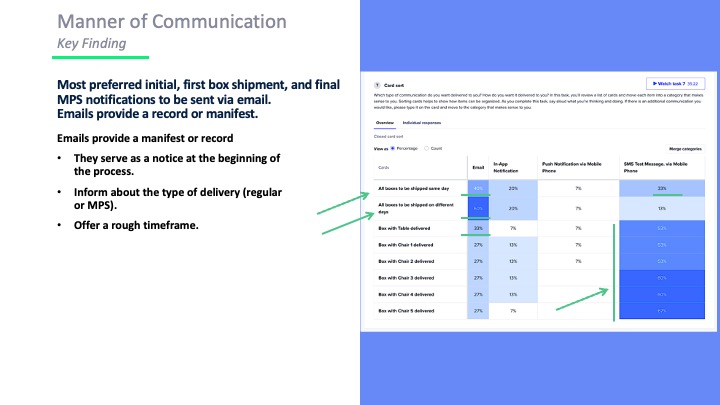 Manner of Communication
Key Finding
Most preferred initial, first box shipment, and final
MPS notifications to be sent via email.
Emails provide a record or manifest.
Emails provide a manifest or record
• They serve as a notice at the beginning of
the process.
• Inform about the type of delivery (regular
or MPS).
• Offer a rough timeframe.
Card sort
Watch task 7
Which type of communication do you want delivered to you? How do you want it delivered to you? In this task, you'll review a list of cards and move each item into a category that makes
sense to you. Sorting cards helps to show how items can be organized. As you complete this task, say aloud what you're thinking and doing. If there is an additional communication you
would like, please type it on the card and move to the category that makes sense to you.
Overview Individual responses
Closed card sort
View as Percentage Count Merge categories
Cards Email In-App Notification Push Notification via Mobile Phone SMS Text Message, via Mobile Phone
All boxes to be shipped same day 20% 7% 33%
All boxes to be shipped on different days 20% 7% 13%
Box with Table delivered 33% 7% 7% 53%
Box with Chair 1 delivered 27% 13% 7% 53%
Box with Chair 2 delivered 27% 13% 7% 53%
Box with Chair 3 delivered 27% 13% 60%
Box with Chair 4 delivered 27% 13% 60%
Box with Chair 5 delivered 27% 7%